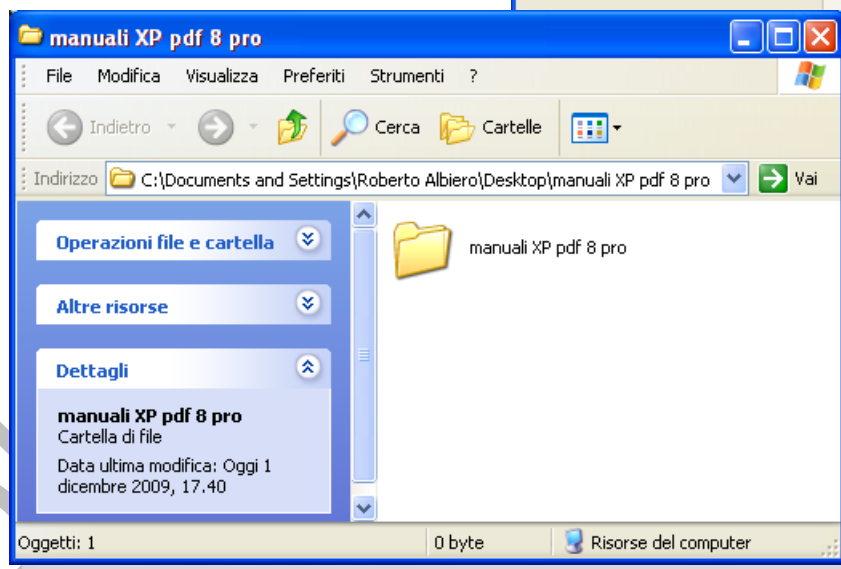 manuali XP pdf 8 pro
File Modifica Visualizza Preferiti Strumenti ?
Indietro Cerca Cartelle
Indirizzo C:\Documents and Settings\Roberto Albiero\Desktop\manuali XP pdf 8 pro Vai
Operazioni file e cartella
Altre risorse
Dettagli
manuali XP pdf 8 pro
Cartella di file
Data ultima modifica: Oggi 1
dicembre 2009, 17.40
manuali XP pdf 8 pro
Oggetti: 1 0 byte Risorse del computer